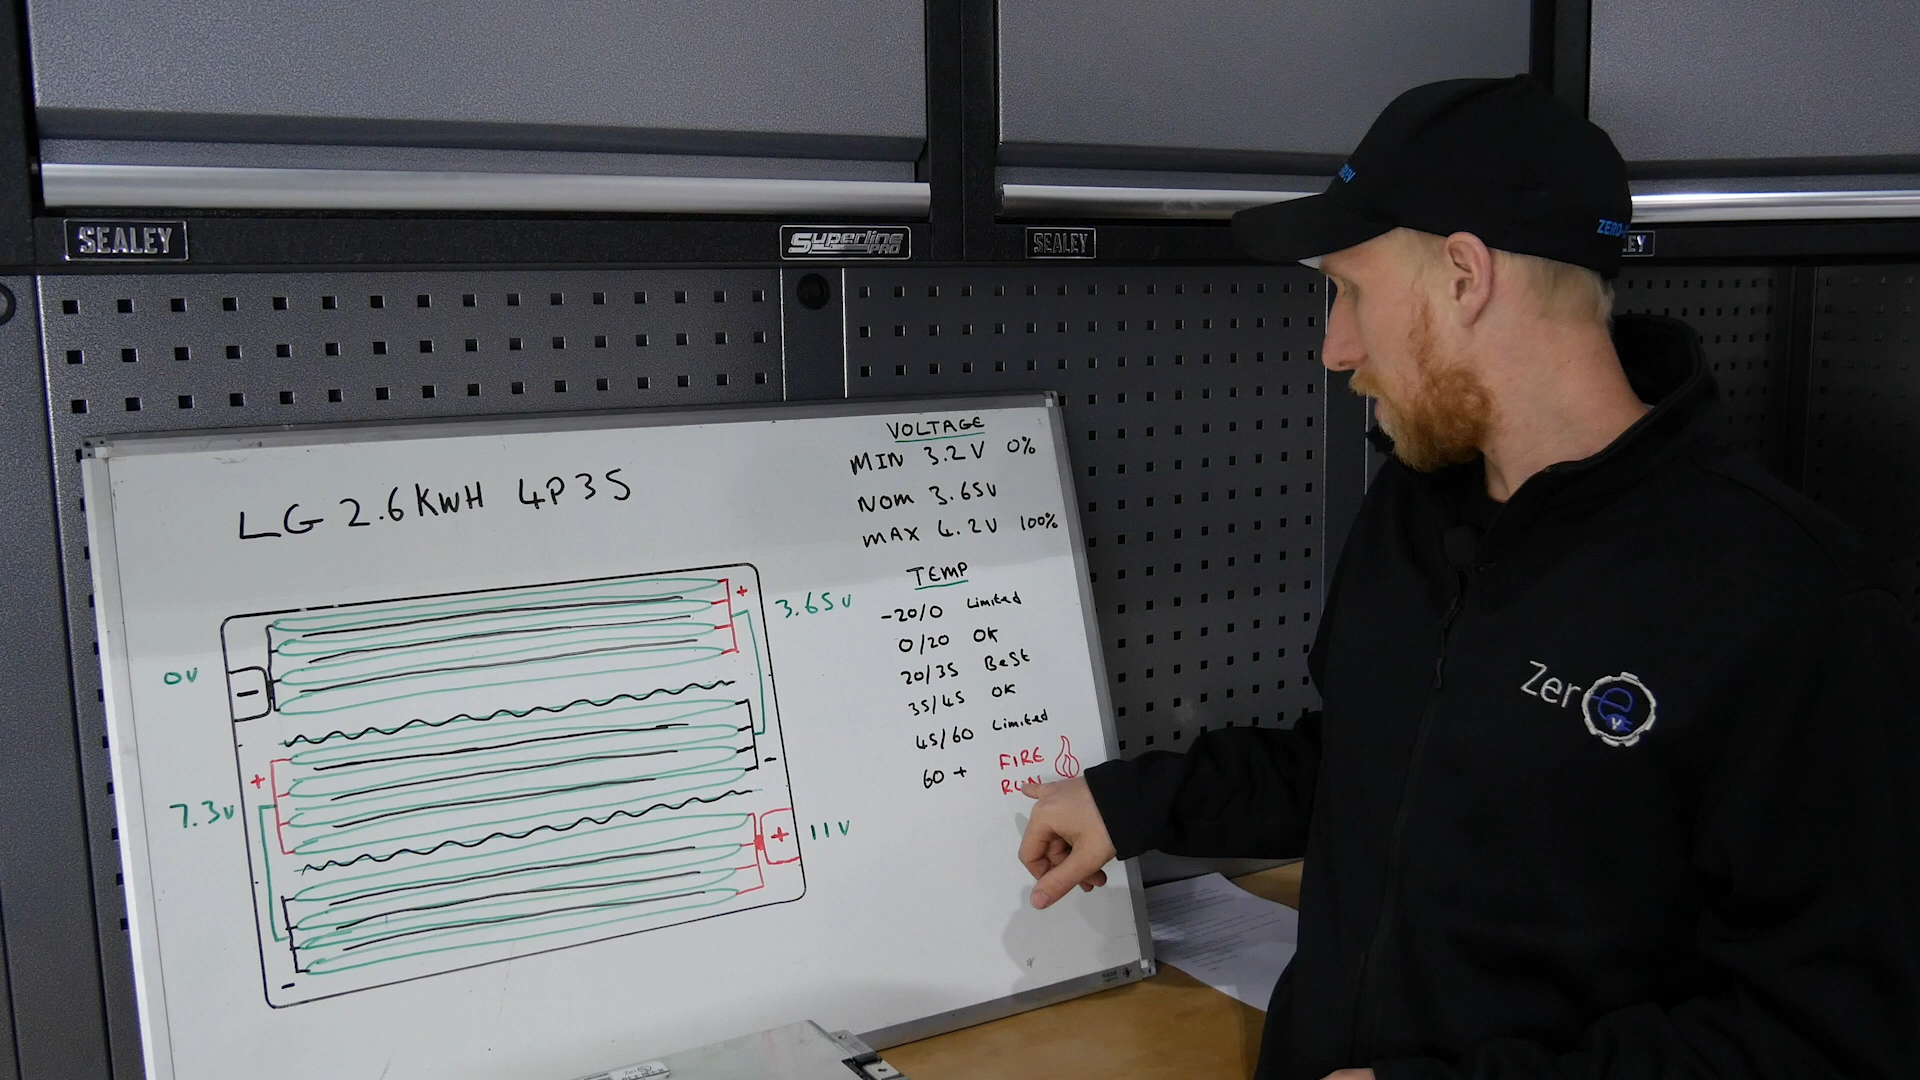 SEALEY
Superline PRO
SEALEY
ZERO-
LG 2.6KWH 4P3S
VOLTAGE
MIN 3.2V 0%
NOM 3.65V
MAX 4.2V 100%
TEMP
-20/0 Limited
0/20 OK
20/35 BeSt
35/45 OK
45/60 Limited
60+ FIRE
RUN
+
3.65V
0V
-
+
-
7.3V
+
11V
-
Zer e V